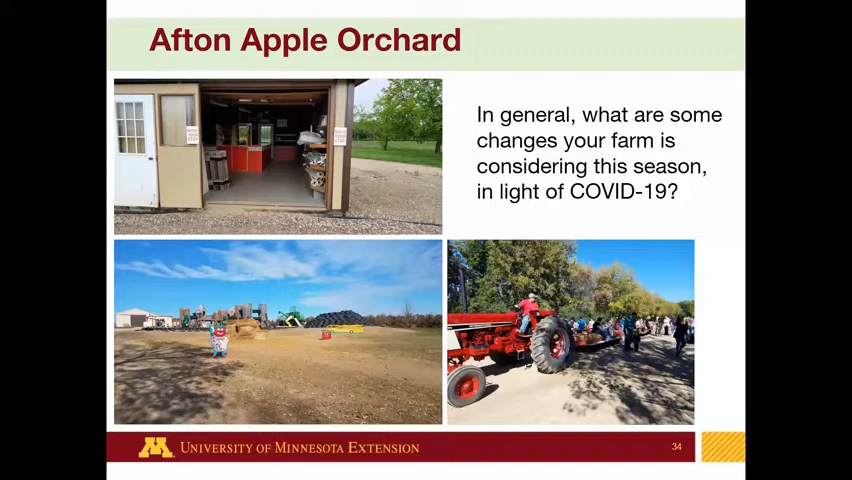 Afton Apple Orchard
In general, what are some
changes your farm is
considering this season,
in light of COVID-19?
UNIVERSITY OF MINNESOTA EXTENSION
34